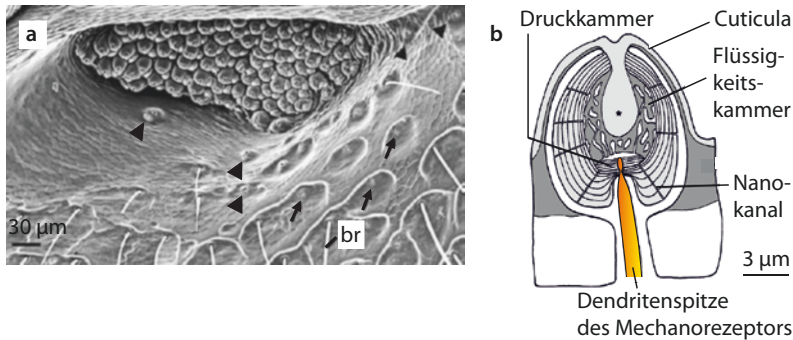 a
30 µm
br
b
Druckkammer
Cuticula
Flüssig-
keits-
kammer
*
Nano-
kanal
3 µm
Dendritenspitze
des Mechanorezeptors